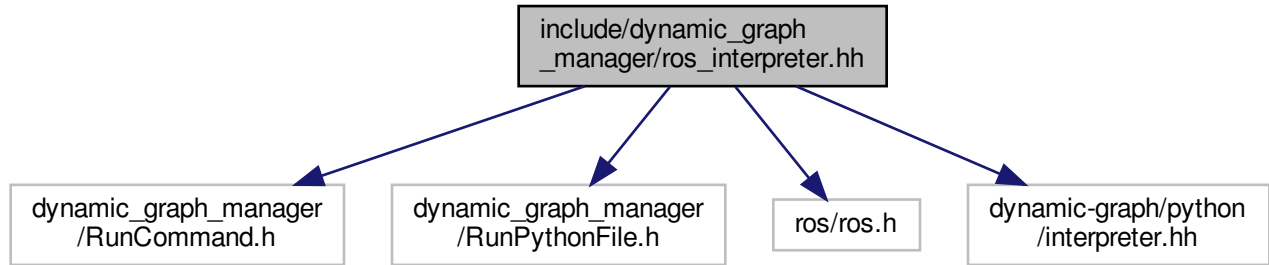 include/dynamic_graph
_manager/ros_interpreter.hh
dynamic_graph_manager
/RunCommand.h
dynamic_graph_manager
/RunPythonFile.h
ros/ros.h
dynamic-graph/python
/interpreter.hh